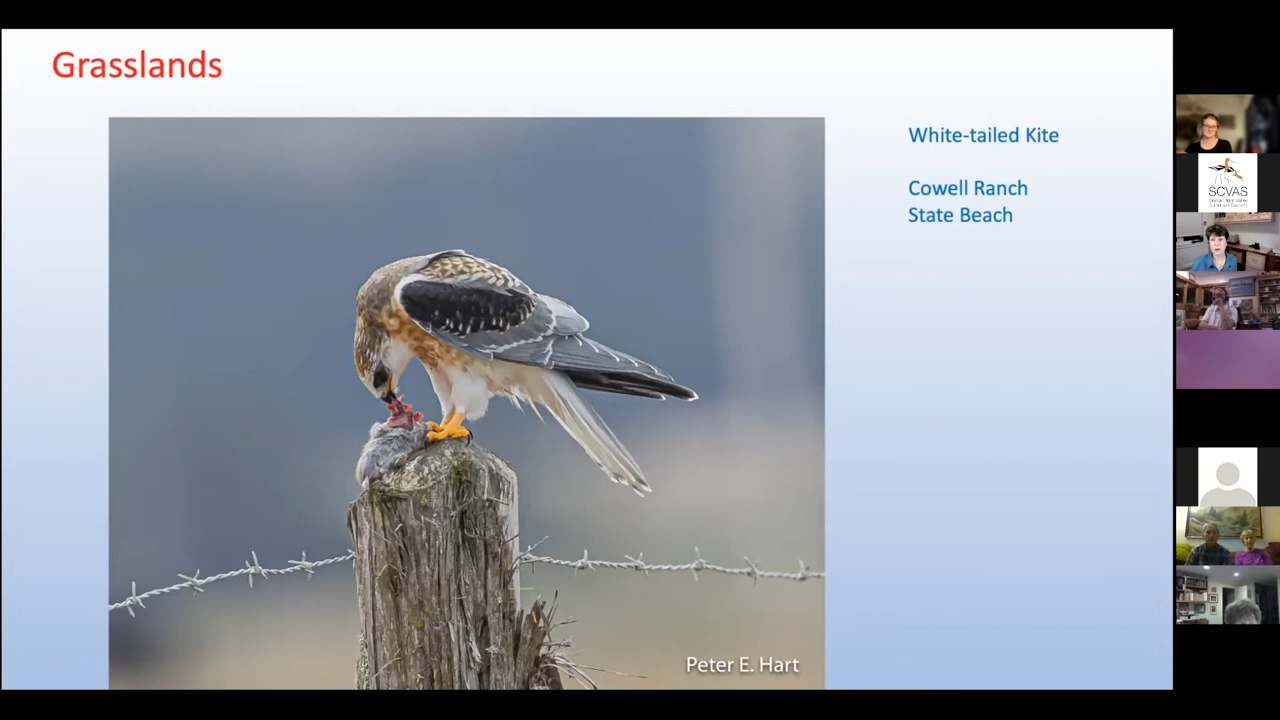 Grasslands
White-tailed Kite
Cowell Ranch
State Beach
Peter E. Hart
SCVAS